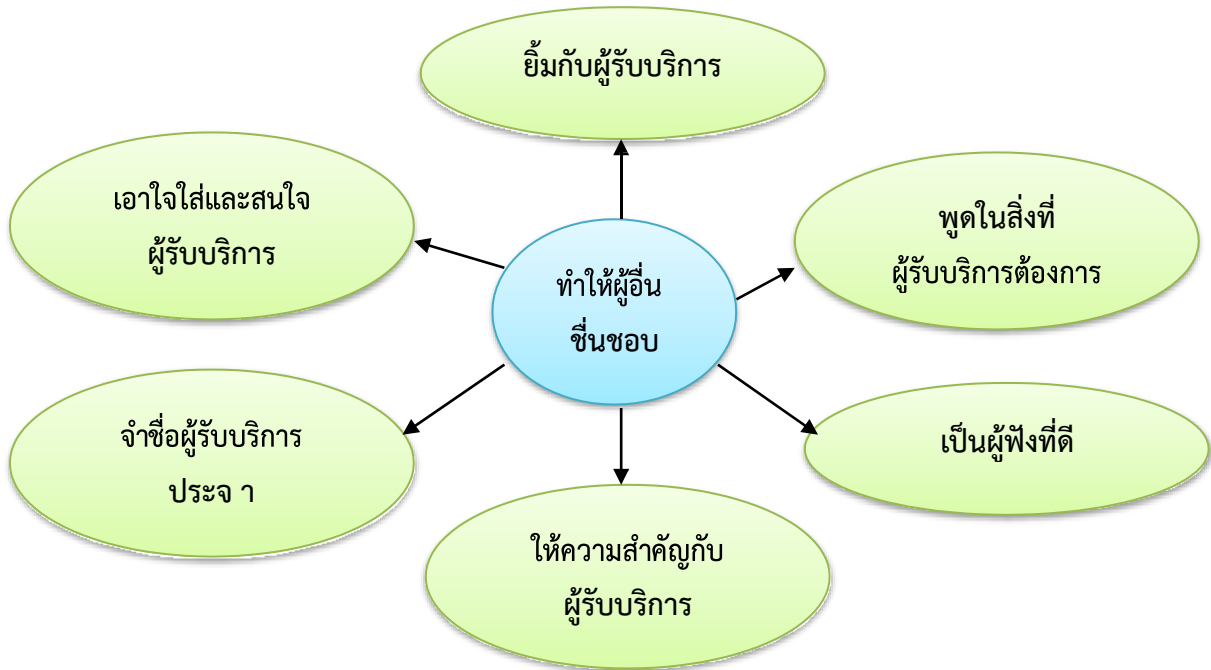 ยิ้มกับผู้รับบริการ
เอาใจใส่และสนใจ
ผู้รับบริการ
พูดในสิ่งที่
ผู้รับบริการต้องการ
ทำให้ผู้อื่น
ชื่นชอบ
จำชื่อผู้รับบริการ
ประจ ำ
เป็นผู้ฟังที่ดี
ให้ความสำคัญกับ
ผู้รับบริการ